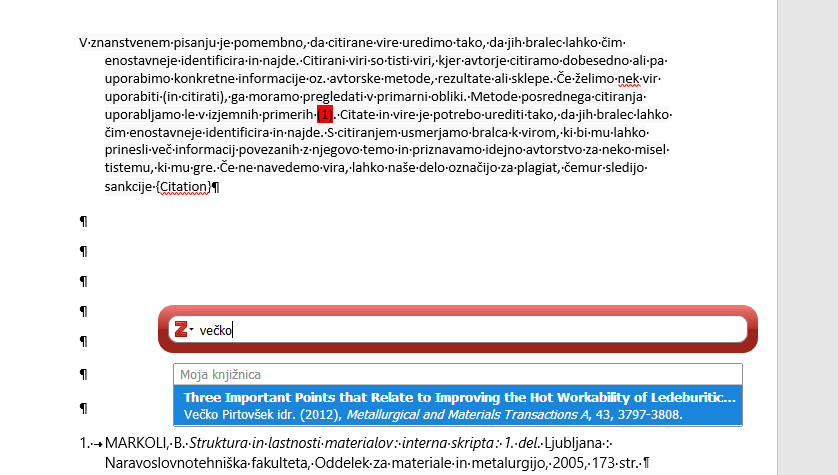 V znanstvenem pisanju je pomembno, da citirane vire uredimo tako, da jih bralec lahko čim
enostavneje identificira in najde. Citirani viri so tisti viri, kjer avtorje citiramo dobesedno ali pa
uporabimo konkretne informacije oz. avtorske metode, rezultate ali sklepe. Če želimo nek vir
uporabiti (in citirati), ga moramo pregledati v primarni obliki. Metode posrednega citiranja
uporabljamo le v izjemnih primerih (1). Citate in vire je potrebo urediti tako, da jih bralec lahko
čim enostavneje identificira in najde. S citiranjem usmerjamo bralca k virom, ki bi mu lahko
prinesli več informacij povezanih z njegovo temo in priznavamo idejno avtorstvo za neko misel
tistemu, ki mu gre. Če ne navedemo vira, lahko naše delo označijo za plagiat, čemur sledijo
sankcije {Citation}¶
¶
¶
¶
¶
Z večko
¶
Moja knjižnica
¶
Three Important Points that Relate to Improving the Hot Workability of Ledeburitic...
Večko Pirtovšek idr. (2012), Metallurgical and Materials Transactions A, 43, 3797-3808.
¶
1. → MARKOLI, B. Struktura in lastnosti materialov: interna skripta: 1. del. Ljubljana :
Naravoslovnotehniška fakulteta, Oddelek za materiale in metalurgijo, 2005, 173 str. ¶